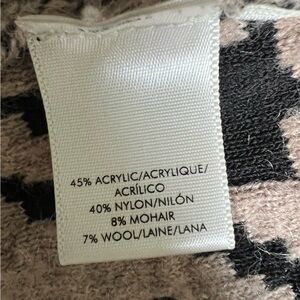 45% ACRYLIC/ACRYLIQUE/
ACRÍLICO
40% NYLON/NILÓN
8% MOHAIR
7% WOOL/LAINE/LANA